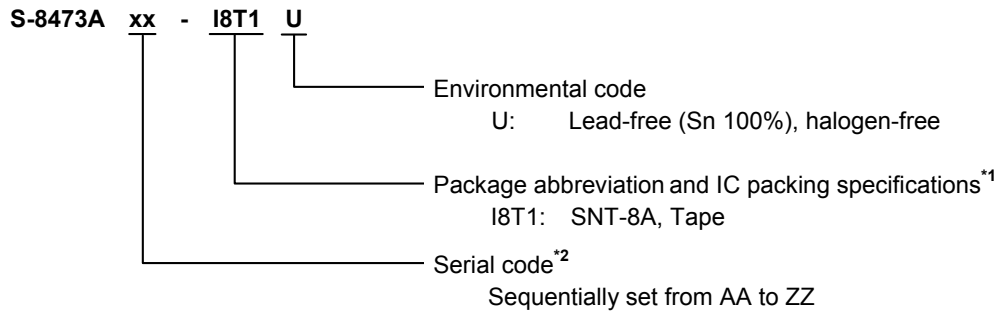 S-8473A xx - I8T1 U
Environmental code
U: Lead-free (Sn 100%), halogen-free
Package abbreviation and IC packing specifications*1
I8T1: SNT-8A, Tape
Serial code*2
Sequentially set from AA to ZZ